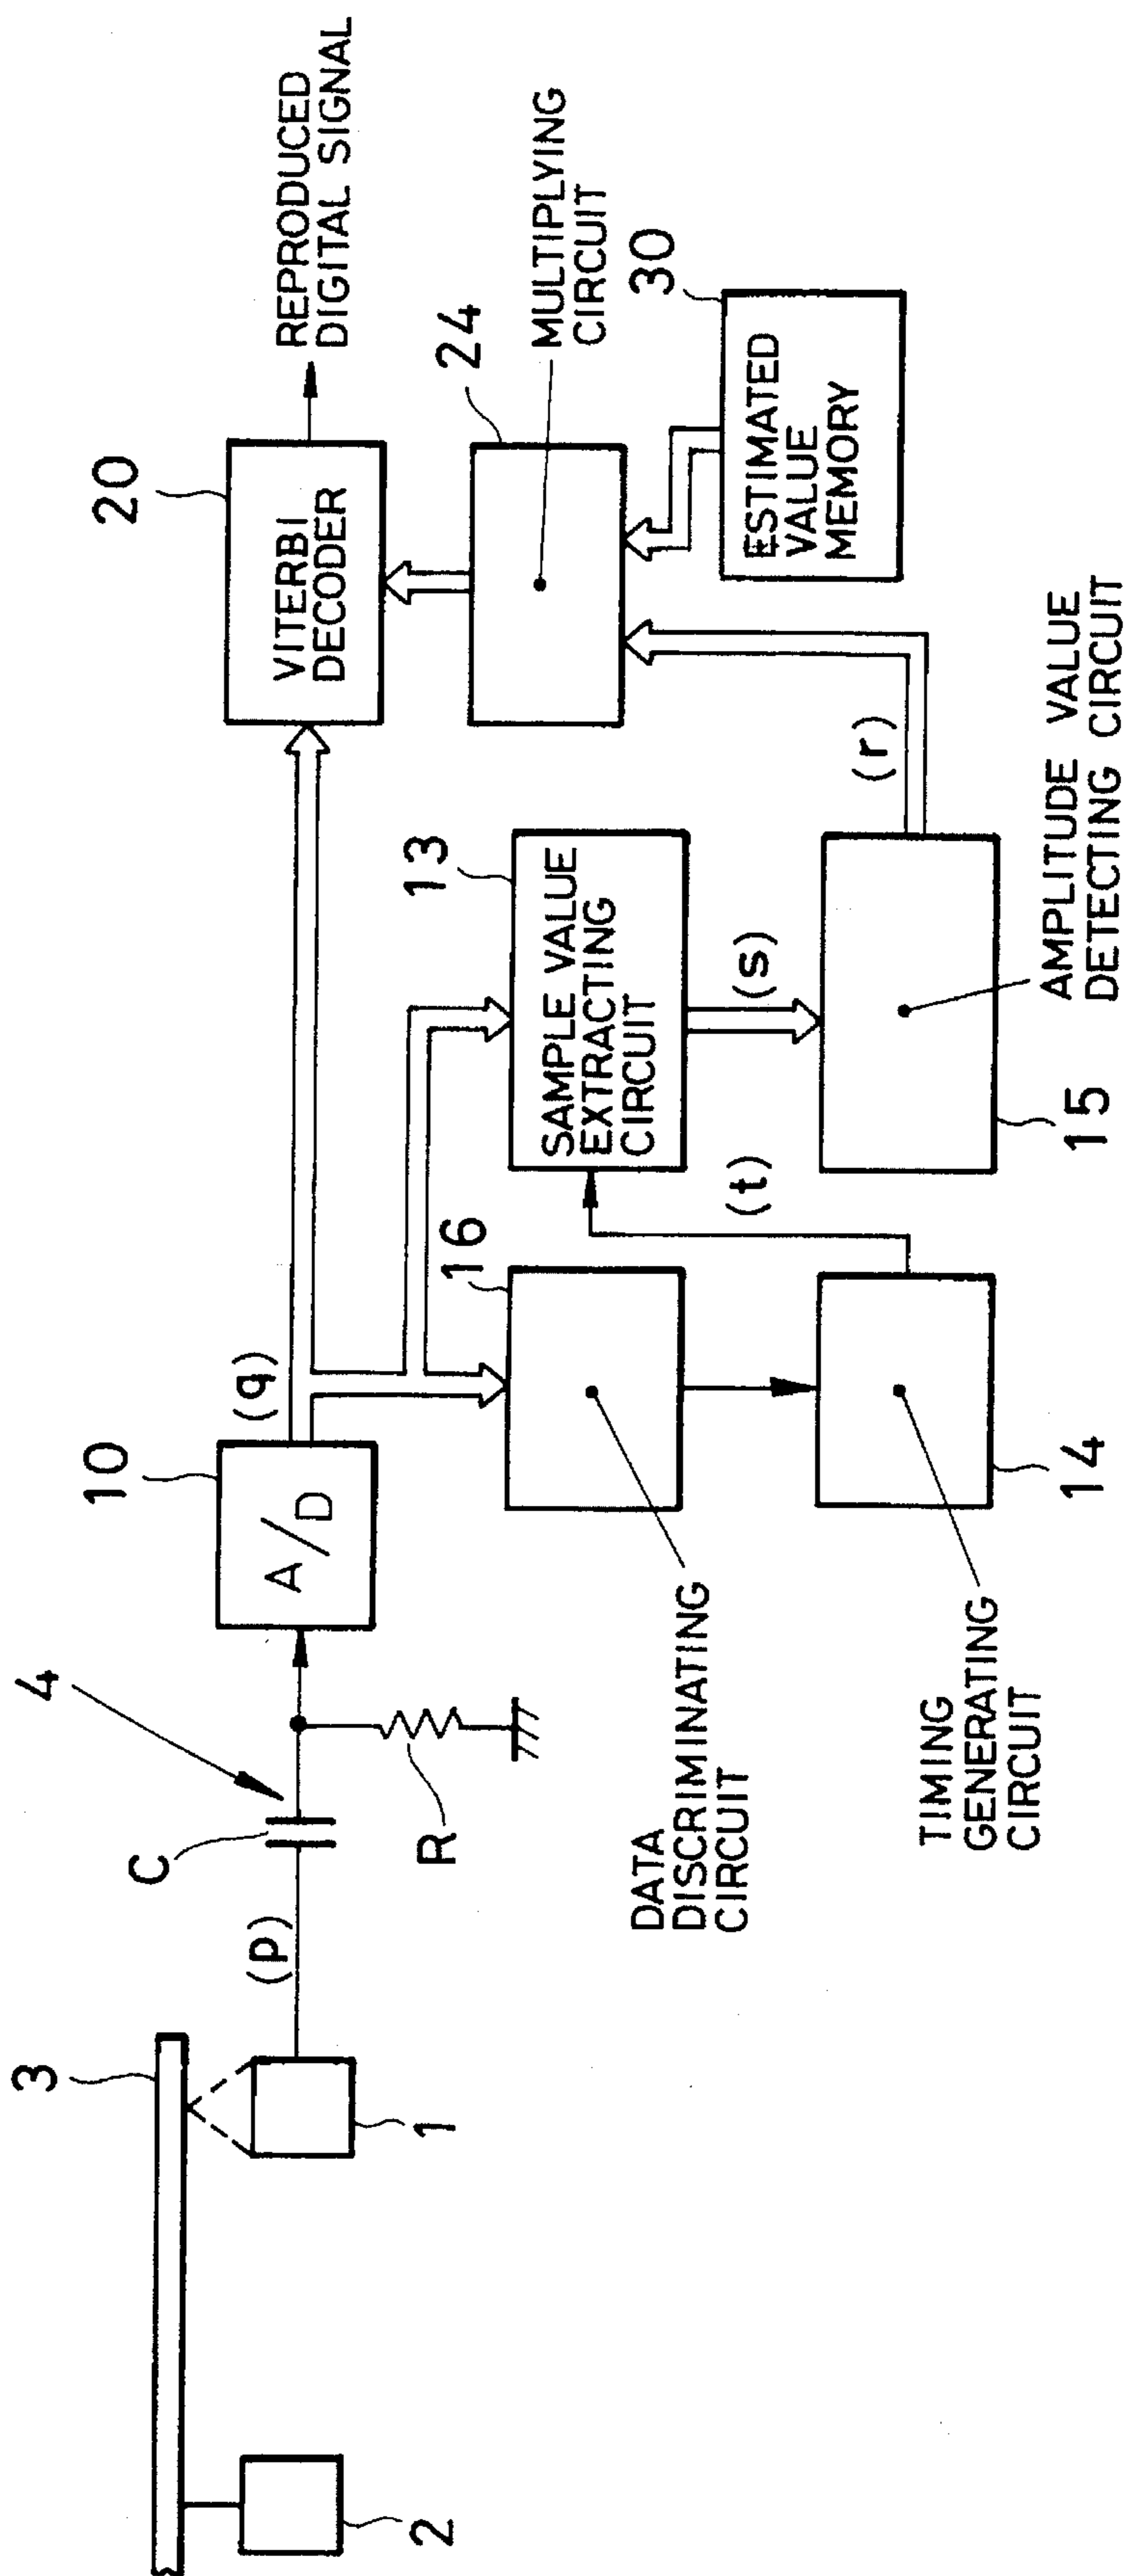 3
1
2
(p)
C
4
R
10
A/D
(q)
20
VITERBI
DECODER
REPRODUCED
DIGITAL SIGNAL
24
MULTIPLYING
CIRCUIT
30
ESTIMATED
VALUE
MEMORY
13
SAMPLE VALUE
EXTRACTING
CIRCUIT
16
DATA
DISCRIMINATING
CIRCUIT
(t)
(s)
(r)
14
TIMING
GENERATING
CIRCUIT
15
AMPLITUDE VALUE
DETECTING CIRCUIT